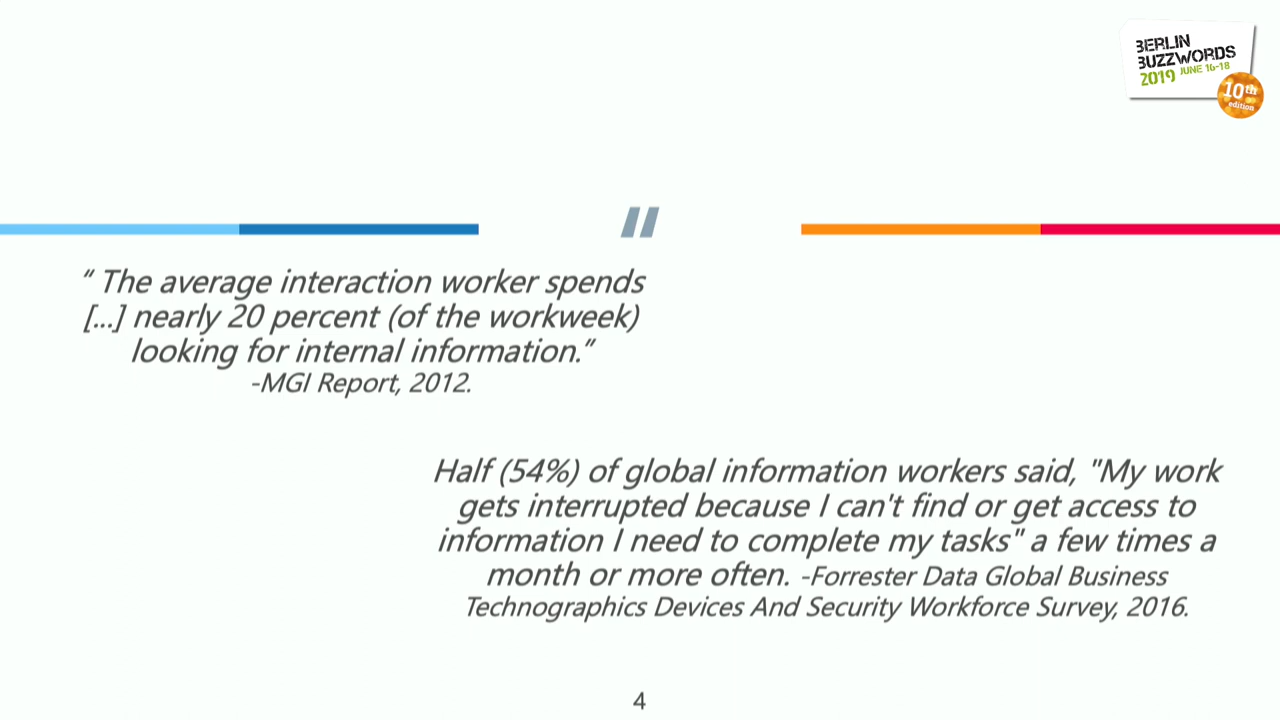 BERLIN
BUZZWORDS
2019 JUNE 16-18
10th
edition
"
“ The average interaction worker spends
[...] nearly 20 percent (of the workweek)
looking for internal information.”
-MGI Report, 2012.
Half (54%) of global information workers said, "My work
gets interrupted because I can't find or get access to
information I need to complete my tasks" a few times a
month or more often. -Forrester Data Global Business
Technographics Devices And Security Workforce Survey, 2016.
4